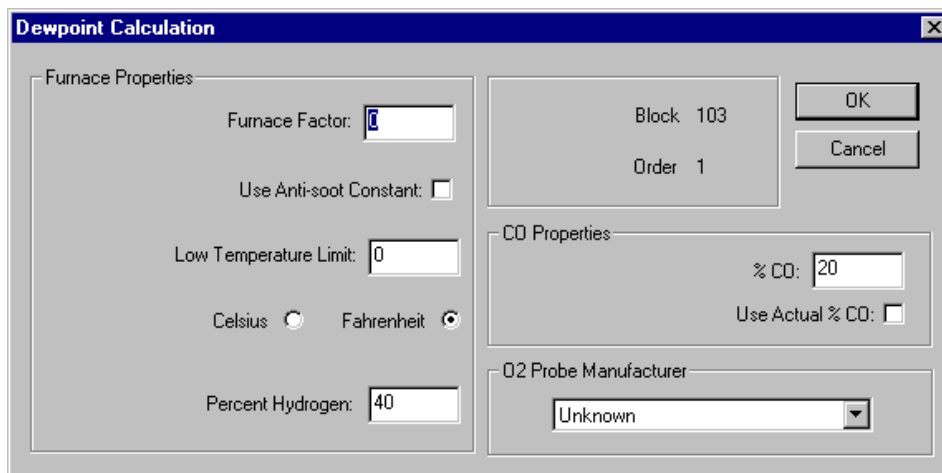 Dewpoint Calculation
Furnace Properties
Furnace Factor: 0
Use Anti-soot Constant:
Low Temperature Limit: 0
Celsius Fahrenheit
Percent Hydrogen: 40
Block 103
Order 1
OK
Cancel
CO Properties
% CO: 20
Use Actual % CO:
O2 Probe Manufacturer
Unknown